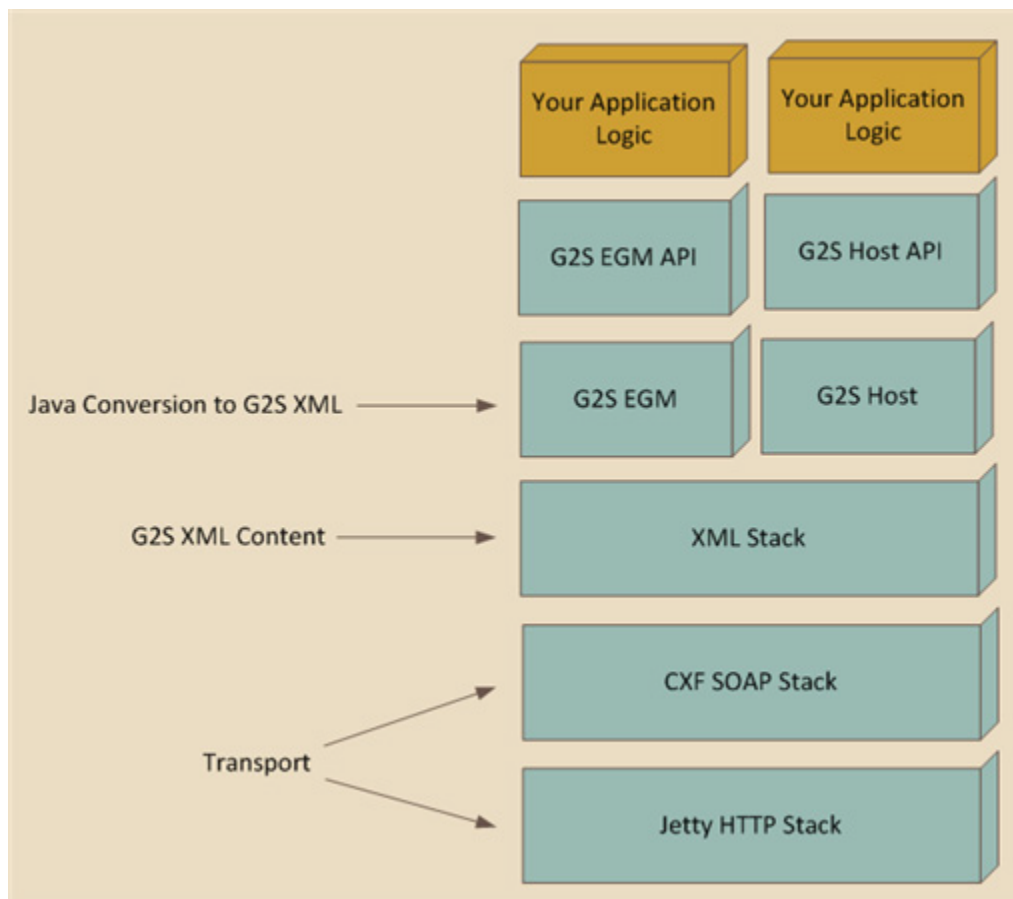 Your Application
Logic
Your Application
Logic
G2S EGM API
G2S Host API
Java Conversion to G2S XML
G2S EGM
G2S Host
G2S XML Content
XML Stack
CXF SOAP Stack
Transport
Jetty HTTP Stack